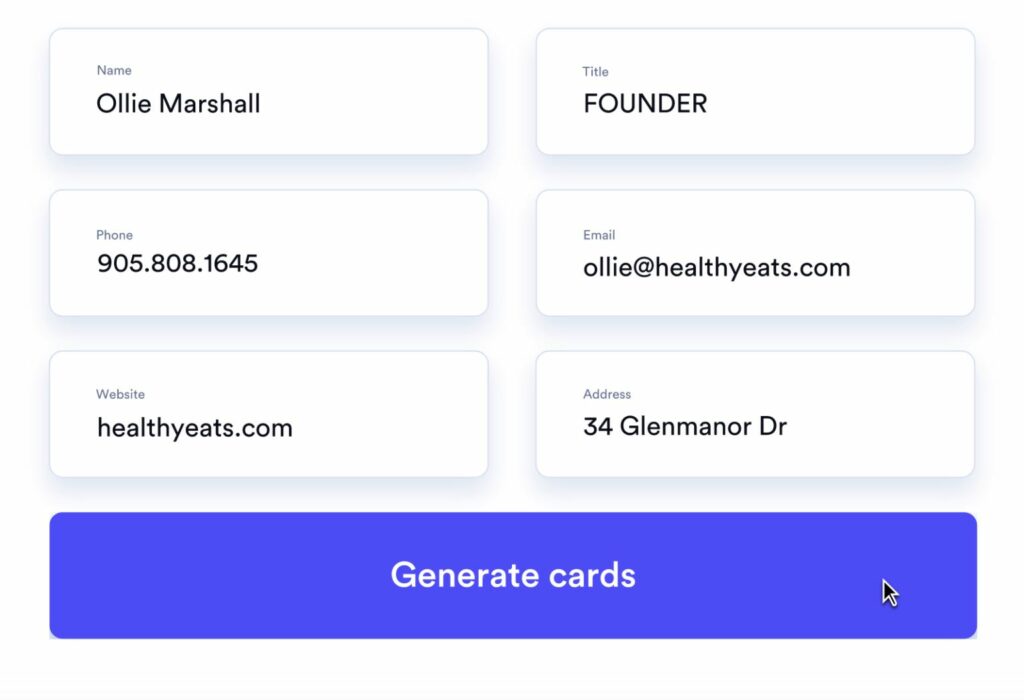 Name
Ollie Marshall
Title
FOUNDER
Phone
905.808.1645
Email
ollie@healthyeats.com
Website
healthyeats.com
Address
34 Glenmanor Dr
Generate cards